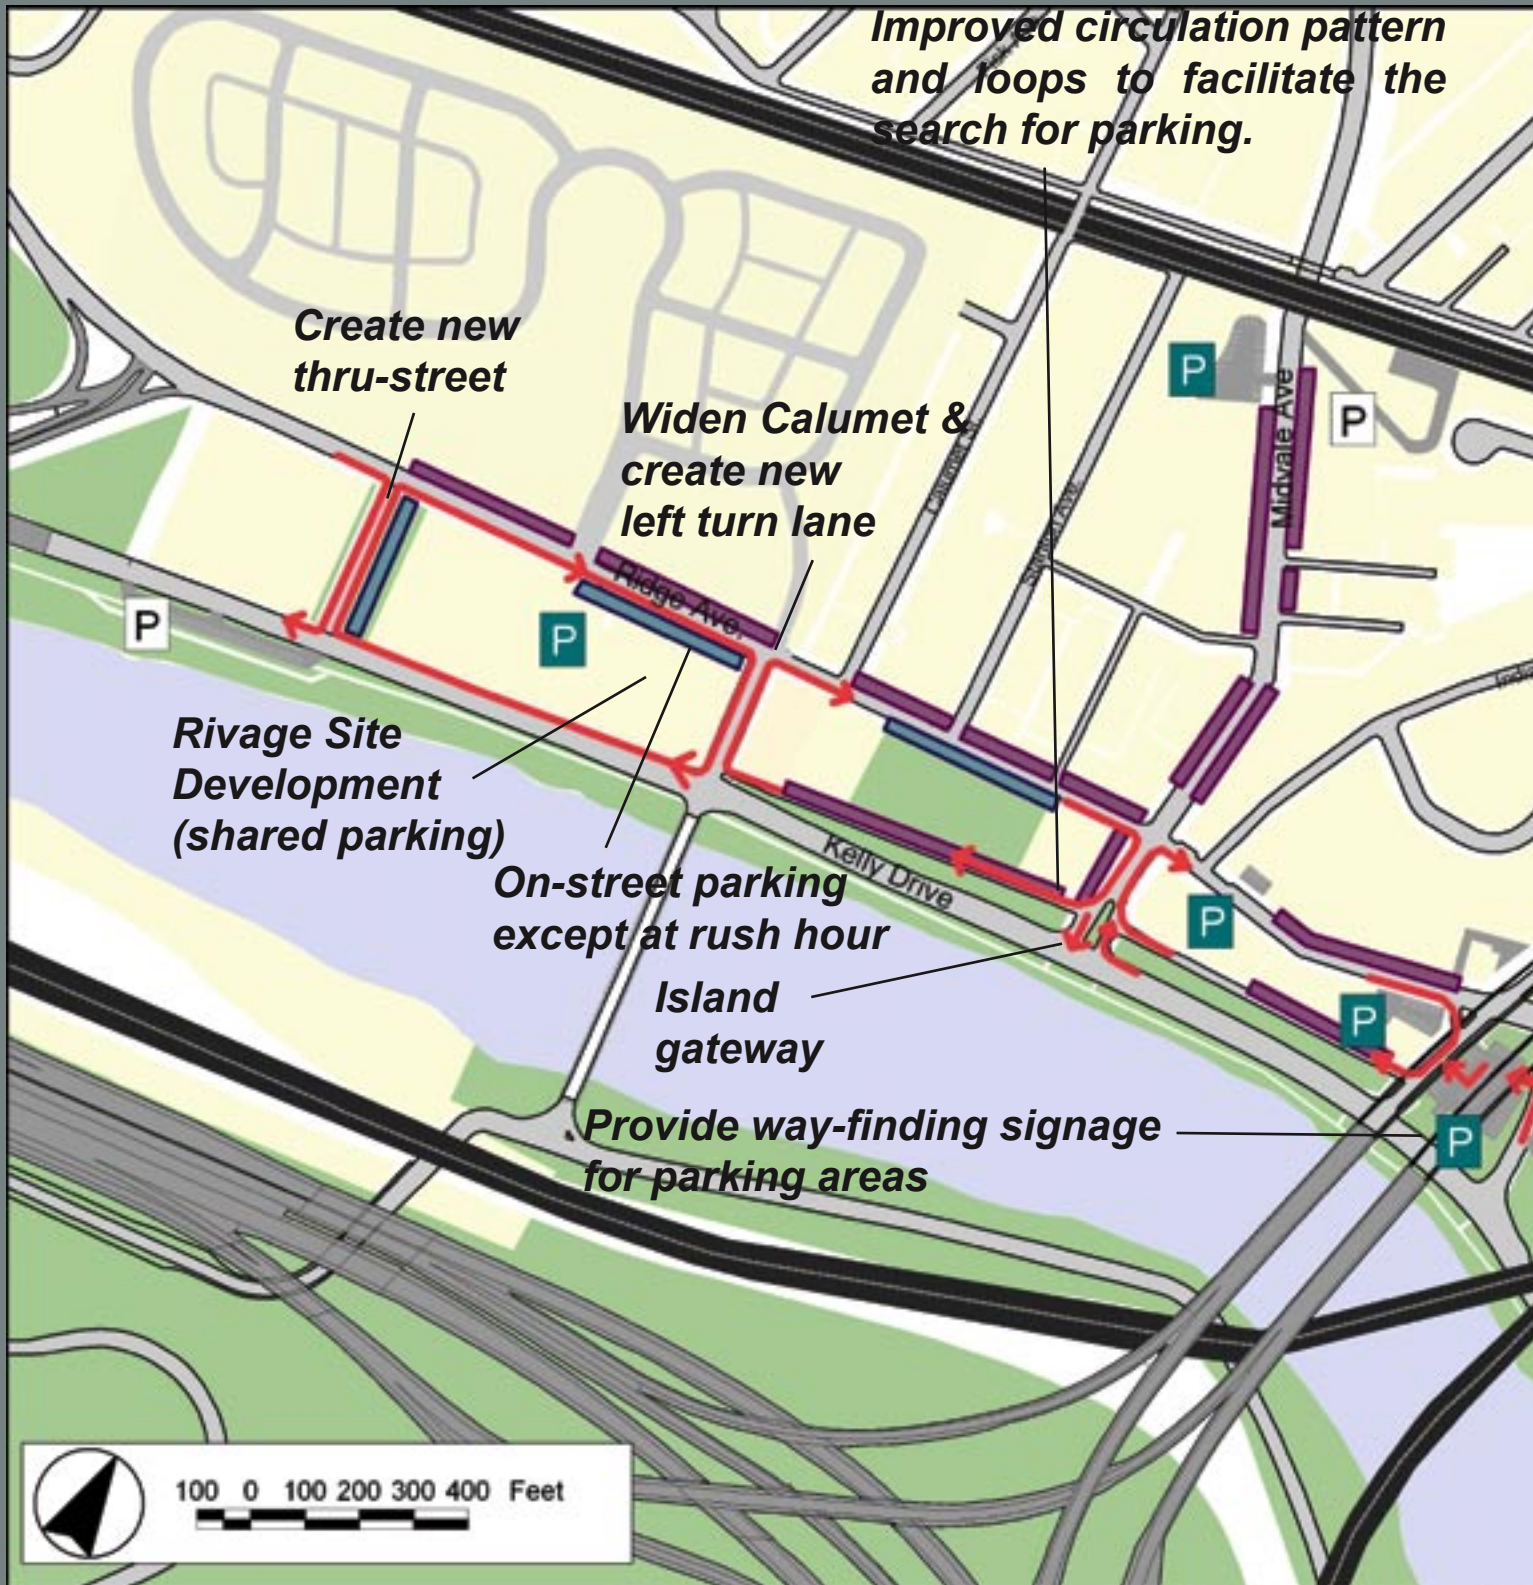 Improved circulation pattern
and loops to facilitate the
search for parking.
Create new
thru-street
Widen Calumet &
create new
left turn lane
P
P
Midvale Ave
Calumet St
Ridge Ave.
P
P
Rivage Site
Development
(shared parking)
Kelly Drive
On-street parking
except at rush hour
P
Island
gateway
P
Provide way-finding signage
for parking areas
P
100 0 100 200 300 400 Feet